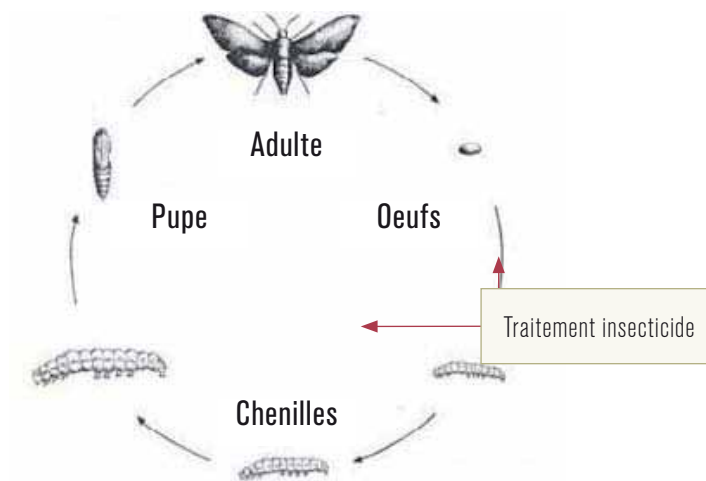 Adulte
Pupe
Oeufs
Traitement insecticide
Chenilles